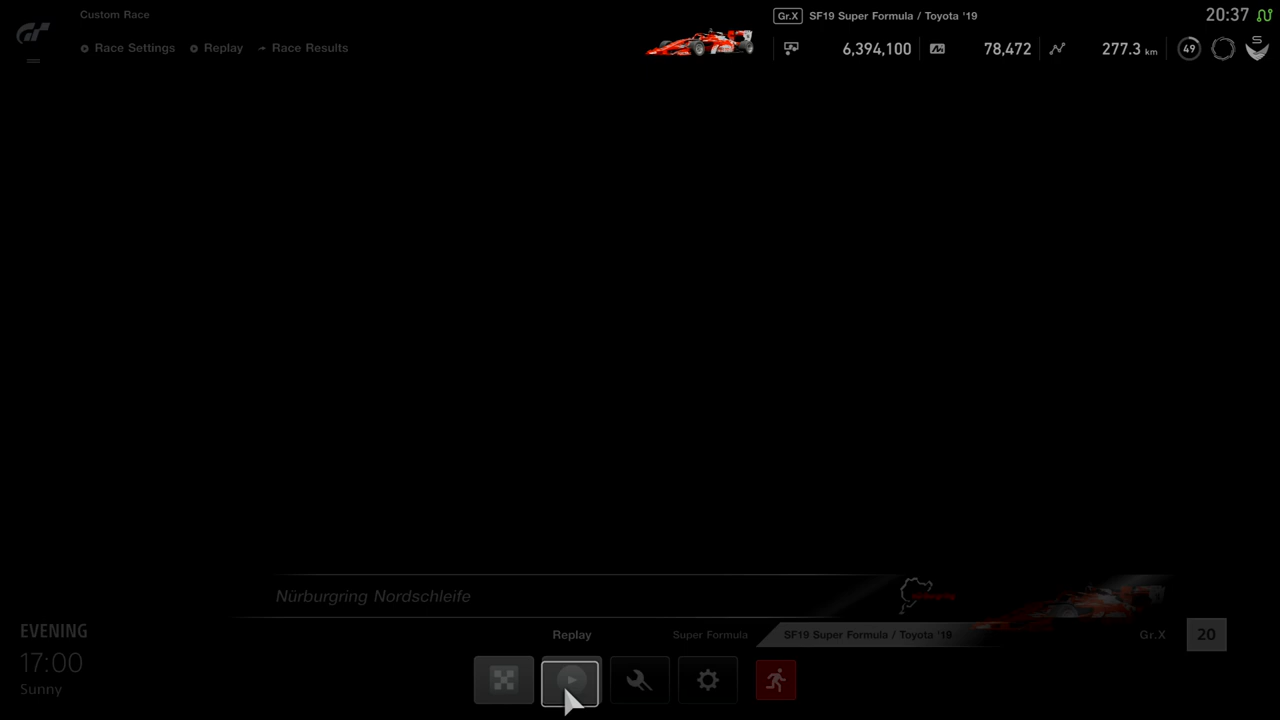 Custom Race
Race Settings Replay Race Results
Gr.X SF19 Super Formula / Toyota '19
20:37
6,394,100 78,472 277.3 km 49 S
Nürburgring Nordschleife
EVENING
17:00
Sunny
Replay Super Formula SF19 Super Formula / Toyota '19 Gr.X 20